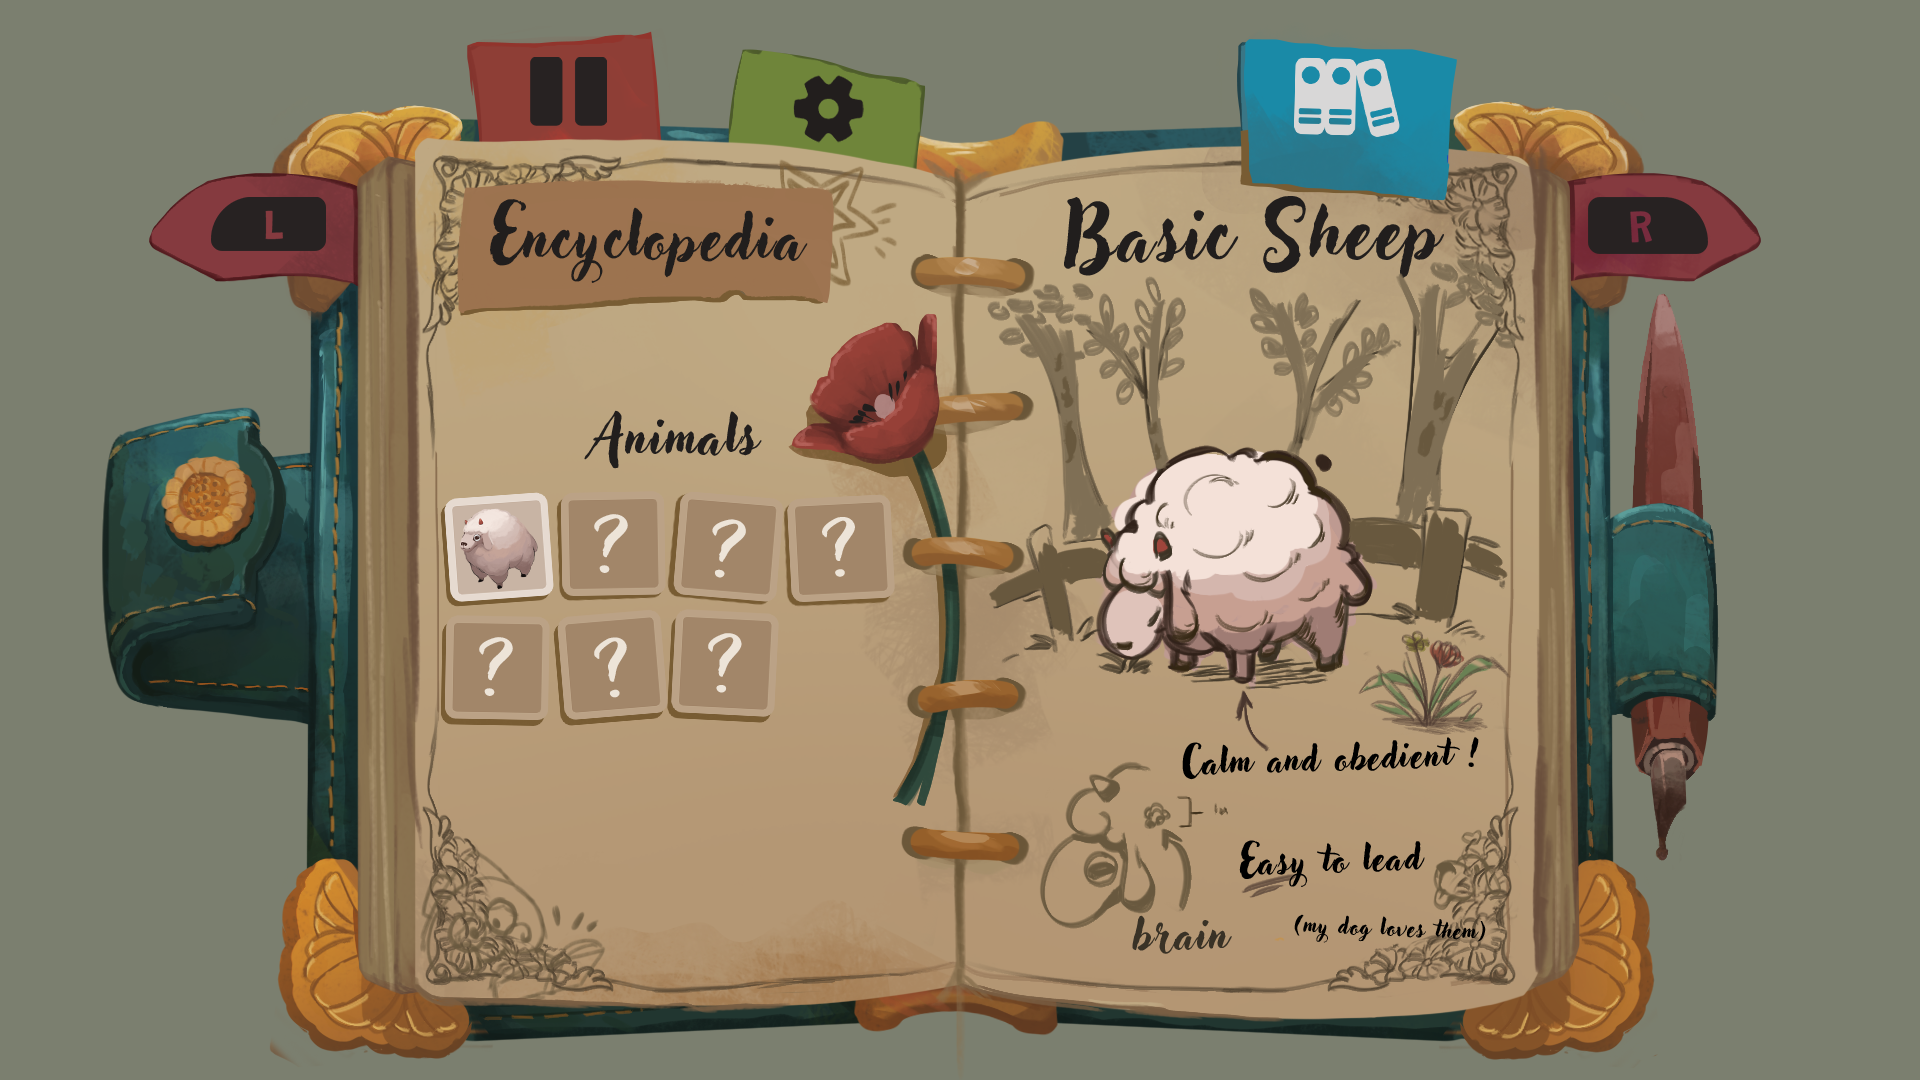 L
R
Encyclopedia
Animals
?
?
?
?
?
?
Basic Sheep
Calm and obedient !
Easy to lead
brain
(my dog loves them)